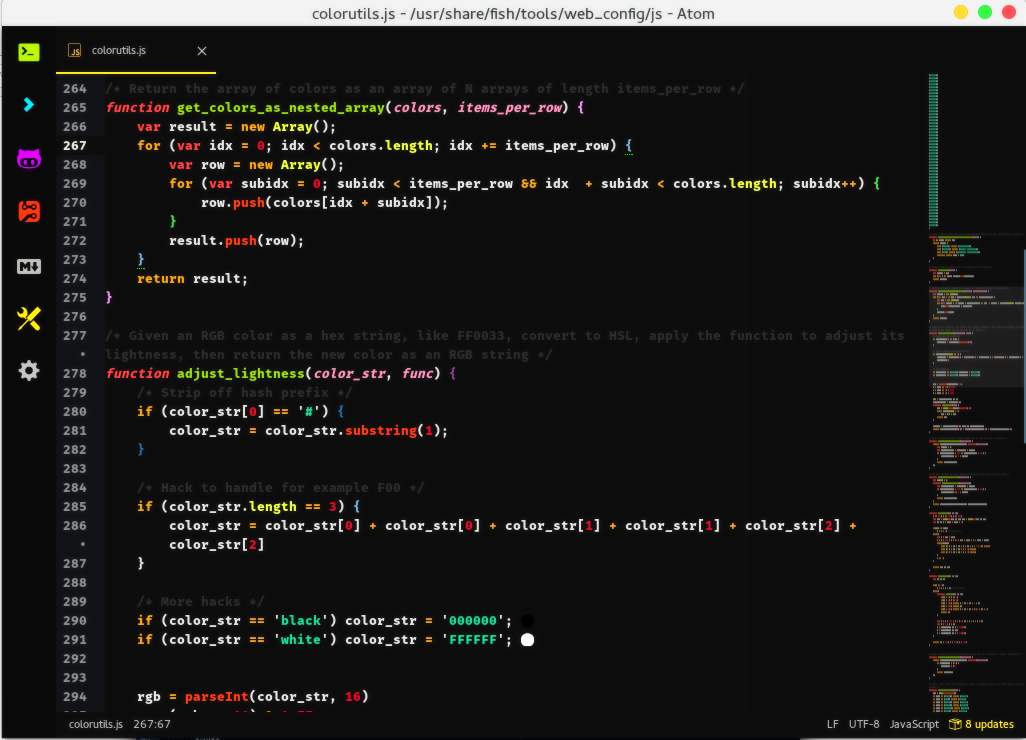 colorutils.js - /usr/share/fish/tools/web_config/js - Atom
colorutils.js
264 /* Return the array of colors as an array of N arrays of length items_per_row */
265 function get_colors_as_nested_array(colors, items_per_row) {
266 var result = new Array();
267 for (var idx = 0; idx < colors.length; idx += items_per_row) {
268 var row = new Array();
269 for (var subidx = 0; subidx < items_per_row && idx  + subidx < colors.length; subidx++) {
270 row.push(colors[idx + subidx]);
271 }
272 result.push(row);
273 }
274 return result;
275 }
276
277 /* Given an RGB color as a hex string, like FF0033, convert to HSL, apply the function to adjust its
• lightness, then return the new color as an RGB string */
278 function adjust_lightness(color_str, func) {
279 /* Strip off hash prefix */
280 if (color_str[0] == '#') {
281 color_str = color_str.substring(1);
282 }
283
284 /* Hack to handle for example F00 */
285 if (color_str.length == 3) {
286 color_str = color_str[0] + color_str[0] + color_str[1] + color_str[1] + color_str[2] +
• color_str[2]
287 }
288
289 /* More hacks */
290 if (color_str == 'black') color_str = '000000';
291 if (color_str == 'white') color_str = 'FFFFFF';
292
293
294 rgb = parseInt(color_str, 16)
colorutils.js 267:67 LF UTF-8 JavaScript 8 updates